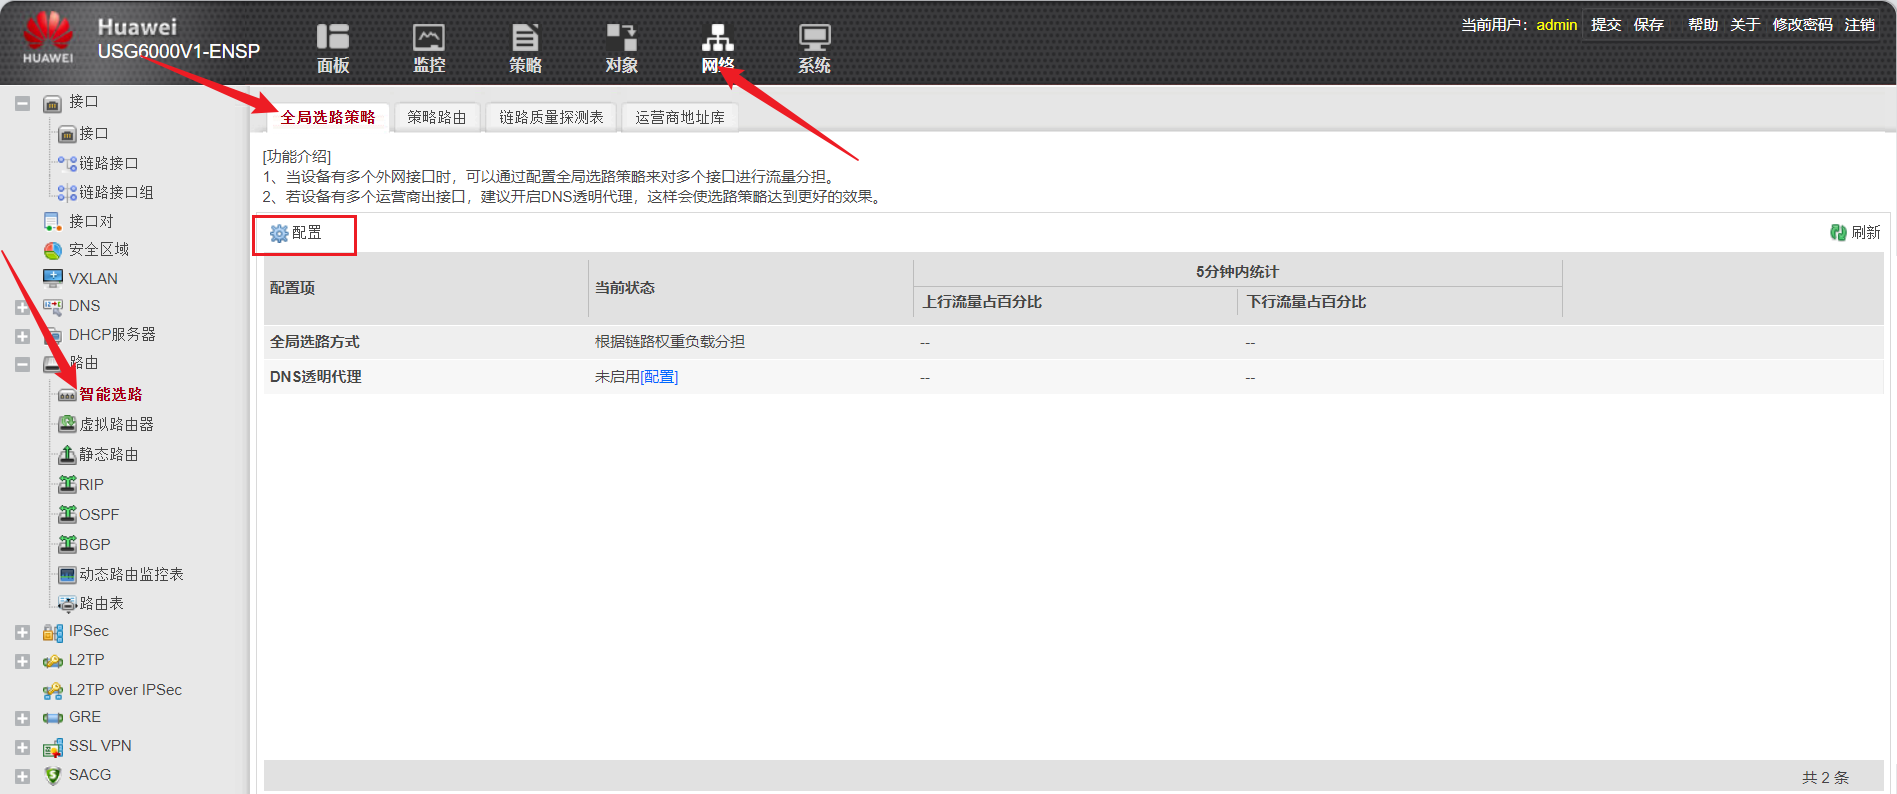 HUAWEI
Huawei
USG6000V1-ENSP
面板
监控
策略
对象
网络
系统
当前用户： admin 提交 保存 帮助 关于 修改密码 注销
接口
接口
链路接口
链路接口组
接口对
安全区域
VXLAN
DNS
DHCP服务器
路由
智能选路
虚拟路由器
静态路由
RIP
OSPF
BGP
动态路由监控表
路由表
IPSec
L2TP
L2TP over IPSec
GRE
SSL VPN
SACG
全局选路策略 策略路由 链路质量探测表 运营商地址库
[功能介绍]
1、当设备有多个外网接口时，可以通过配置全局选路策略来对多个接口进行流量分担。
2、若设备有多个运营商出接口，建议开启DNS透明代理，这样会使选路策略达到更好的效果。
配置 刷新
配置项 当前状态 5分钟内统计
上行流量占百分比 下行流量占百分比
全局选路方式 根据链路权重负载分担 -- --
DNS透明代理 未启用[配置] -- --
共 2 条